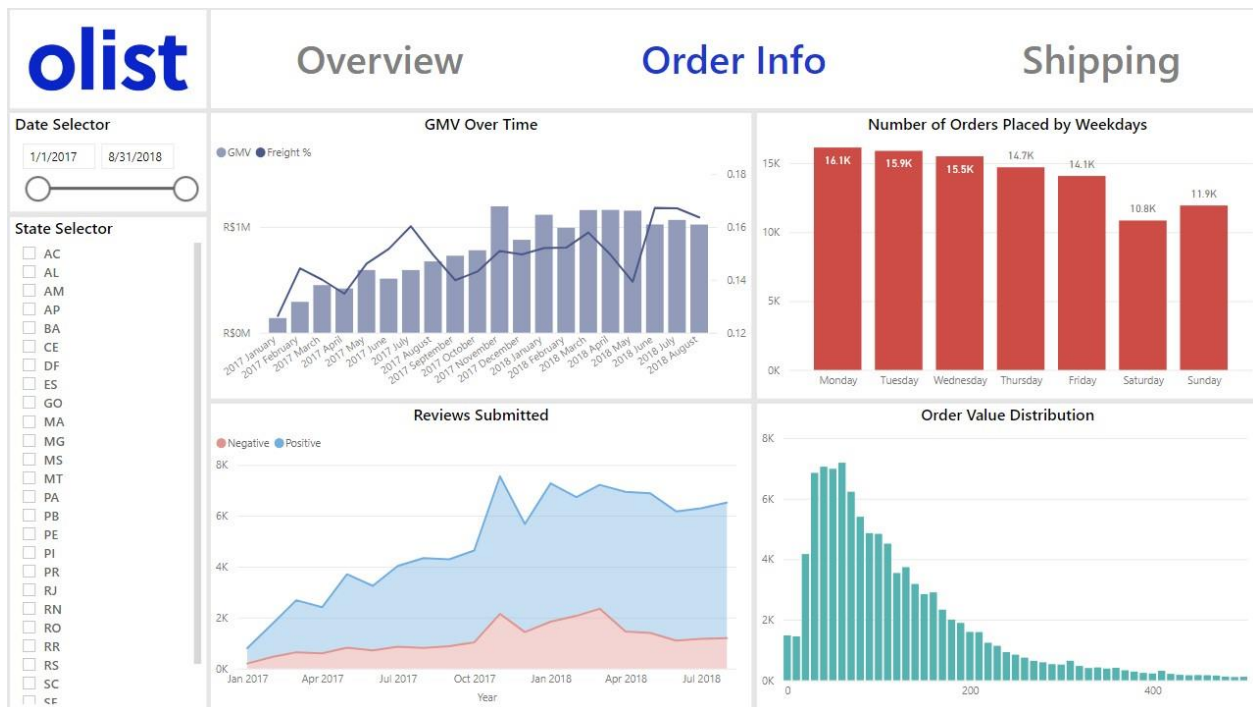 olist
Overview
Order Info
Shipping
Date Selector
1/1/2017
8/31/2018
State Selector
AC
AL
AM
AP
BA
CE
DF
ES
GO
MA
MG
MS
MT
PA
PB
PE
PI
PR
RJ
RN
RO
RR
RS
SC
SE
GMV Over Time
GMV Freight %
0.18
R$1M
0.16
0.14
R$0M
0.12
2017 January
2017 February
2017 March
2017 April
2017 May
2017 June
2017 July
2017 August
2017 September
2017 October
2017 November
2017 December
2018 January
2018 February
2018 March
2018 April
2018 May
2018 June
2018 July
2018 August
Number of Orders Placed by Weekdays
15K
10K
5K
0K
16.1K
15.9K
15.5K
14.7K
14.1K
10.8K
11.9K
Monday
Tuesday
Wednesday
Thursday
Friday
Saturday
Sunday
Reviews Submitted
Negative Positive
8K
6K
4K
2K
0K
Jan 2017
Apr 2017
Jul 2017
Oct 2017
Jan 2018
Apr 2018
Jul 2018
Year
Order Value Distribution
8K
6K
4K
2K
0K
0
200
400